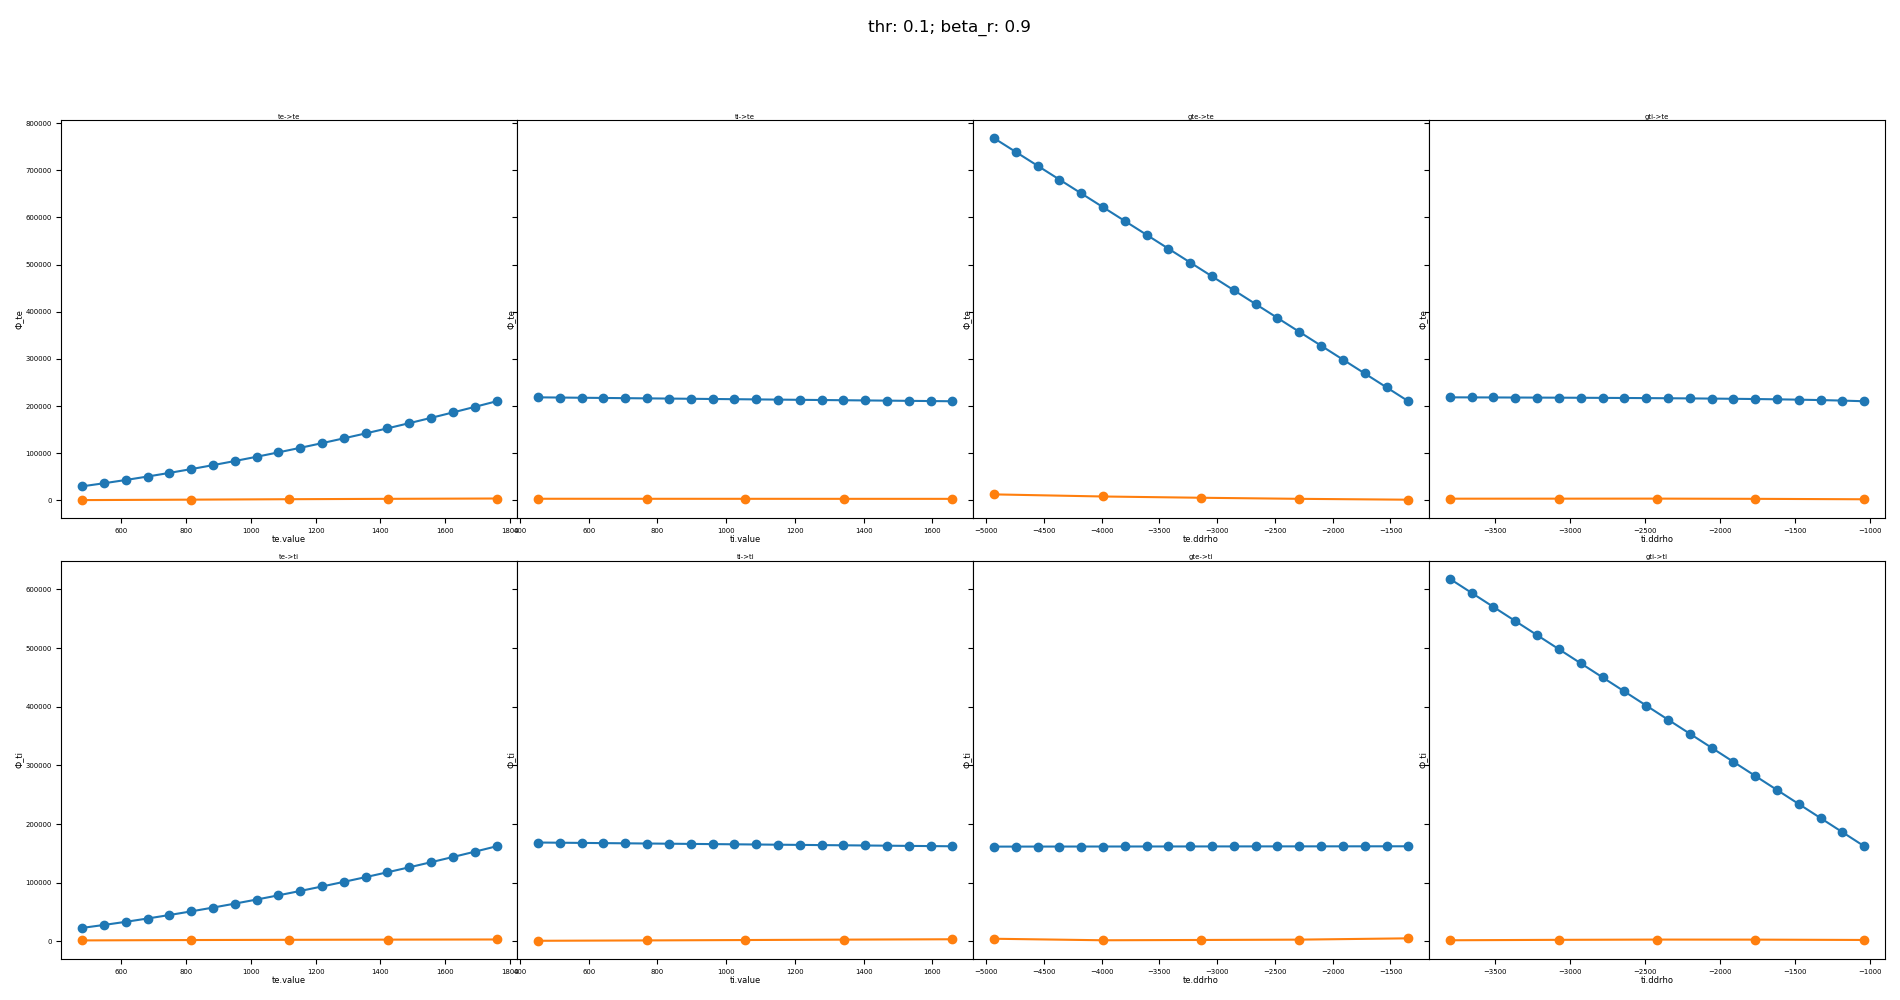 thr: 0.1; beta_r: 0.9
te->te
ti->te
gte->te
gti->te
800000
700000
600000
500000
400000
300000
200000
100000
0
Φ_te
Φ_te
Φ_te
Φ_te
600 800 1000 1200 1400 1600 1800
400 600 800 1000 1200 1400 1600
−5000 −4500 −4000 −3500 −3000 −2500 −2000 −1500
−3500 −3000 −2500 −2000 −1500 −1000
te.value
ti.value
te.ddrho
ti.ddrho
te->ti
ti->ti
gte->ti
gti->ti
600000
500000
400000
300000
200000
100000
0
Φ_ti
Φ_ti
Φ_ti
Φ_ti
600 800 1000 1200 1400 1600 1800
400 600 800 1000 1200 1400 1600
−5000 −4500 −4000 −3500 −3000 −2500 −2000 −1500
−3500 −3000 −2500 −2000 −1500 −1000
te.value
ti.value
te.ddrho
ti.ddrho